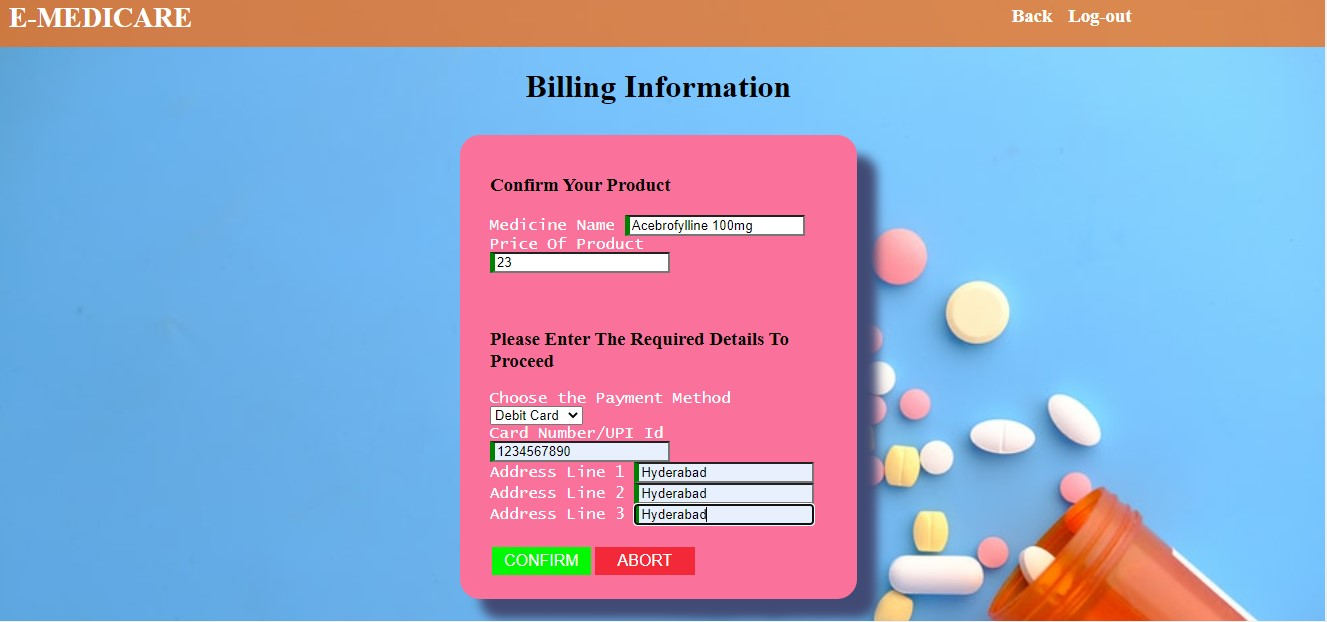 E-MEDICARE Back Log-out
Billing Information
Confirm Your Product
Medicine Name Acebrofylline 100mg
Price Of Product
23
Please Enter The Required Details To
Proceed
Choose the Payment Method
Debit Card
Card Number/UPI Id
1234567890
Address Line 1 Hyderabad
Address Line 2 Hyderabad
Address Line 3 Hyderabad
CONFIRM ABORT